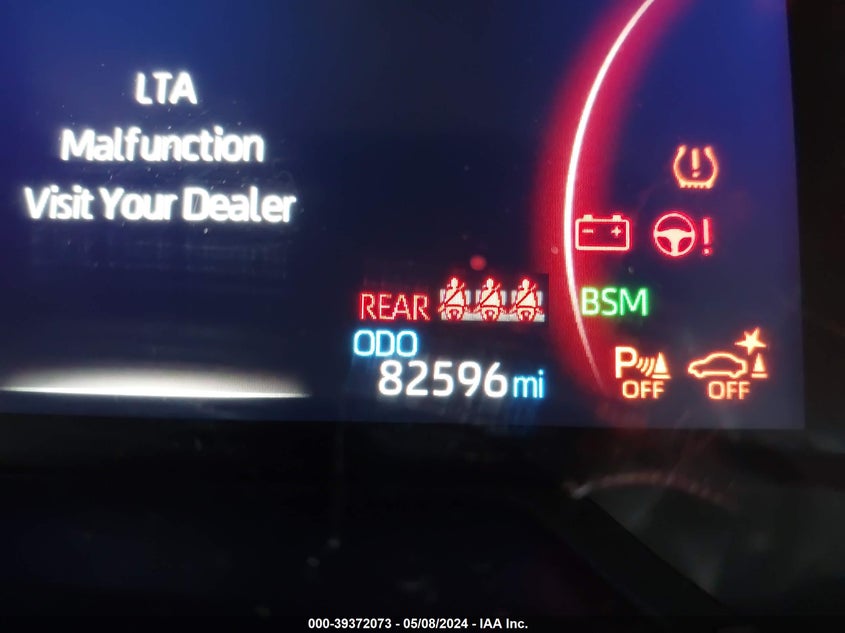 LTA
Malfunction
Visit Your Dealer
REAR
BSM
ODO
82596 mi
P OFF
OFF
000-39372073 - 05/08/2024 - IAA Inc.